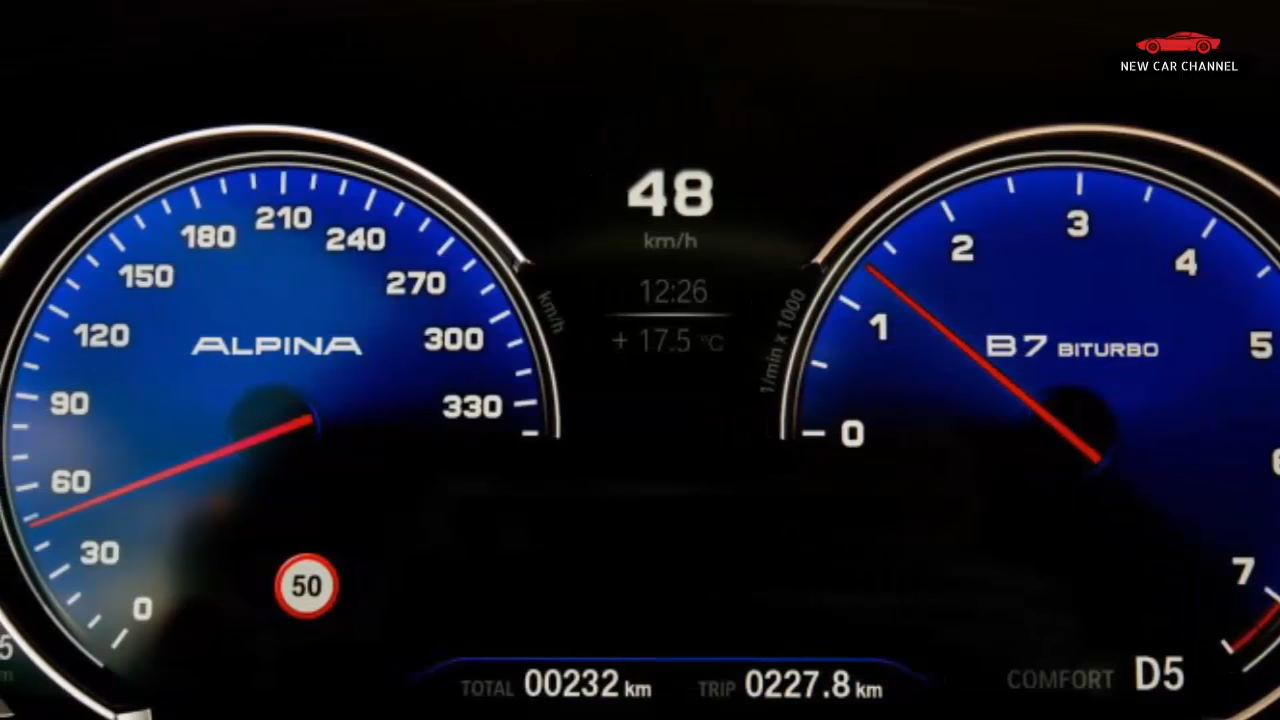 NEW CAR CHANNEL
48
km/h
12:26
+ 17.5 °C
0
30
60
90
120
150
180
210
240
270
300
330
km/h
ALPINA
50
1/min x 1000
0
1
2
3
4
5
7
B7 BITURBO
TOTAL 00232 km
TRIP 0227.8 km
COMFORT D5